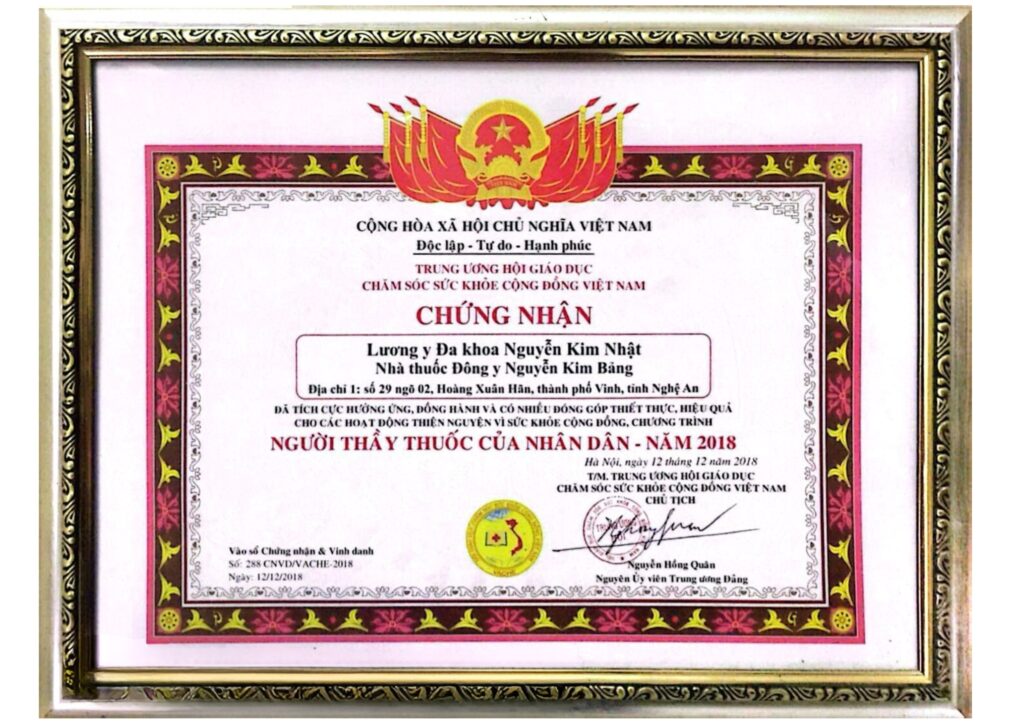 CỘNG HÒA XÃ HỘI CHỦ NGHĨA VIỆT NAM
Độc lập - Tự do - Hạnh phúc
TRUNG ƯƠNG HỘI GIÁO DỤC
CHĂM SÓC SỨC KHỎE CỘNG ĐỒNG VIỆT NAM
CHỨNG NHẬN
Lương y Đa khoa Nguyễn Kim Nhật
Nhà thuốc Đông y Nguyễn Kim Bảng
Địa chỉ 1: số 29 ngõ 02, Hoàng Xuân Hãn, thành phố Vinh, tỉnh Nghệ An
ĐÃ TÍCH CỰC HƯỞNG ỨNG, ĐỒNG HÀNH VÀ CÓ NHIỀU ĐÓNG GÓP THIẾT THỰC, HIỆU QUẢ
CHO CÁC HOẠT ĐỘNG THIỆN NGUYỆN VÌ SỨC KHỎE CỘNG ĐỒNG, CHƯƠNG TRÌNH
NGƯỜI THẦY THUỐC CỦA NHÂN DÂN - NĂM 2018
Hà Nội, ngày 12 tháng 12 năm 2018
T/M. TRUNG ƯƠNG HỘI GIÁO DỤC
CHĂM SÓC SỨC KHỎE CỘNG ĐỒNG VIỆT NAM
CHỦ TỊCH
VACHE
Nguyễn Hồng Quân
Nguyên Ủy viên Trung ương Đảng
Vào sổ Chứng nhận & Vinh danh
Số: 288 CNVD/VACHE-2018
Ngày: 12/12/2018